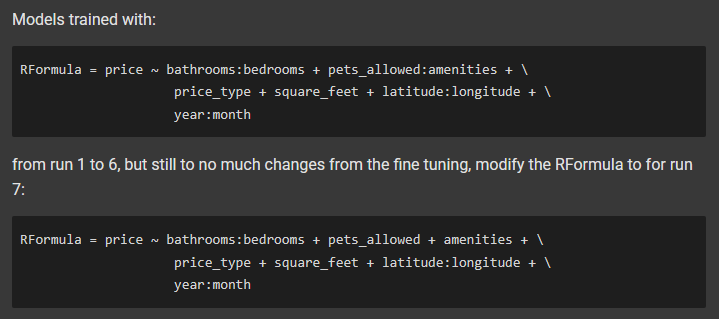 Models trained with:
RFormula = price ~ bathrooms:bedrooms + pets_allowed:amenities + \
price_type + square_feet + latitude:longitude + \
year:month
from run 1 to 6, but still to no much changes from the fine tuning, modify the RFormula to for run
7:
RFormula = price ~ bathrooms:bedrooms + pets_allowed + amenities + \
price_type + square_feet + latitude:longitude + \
year:month